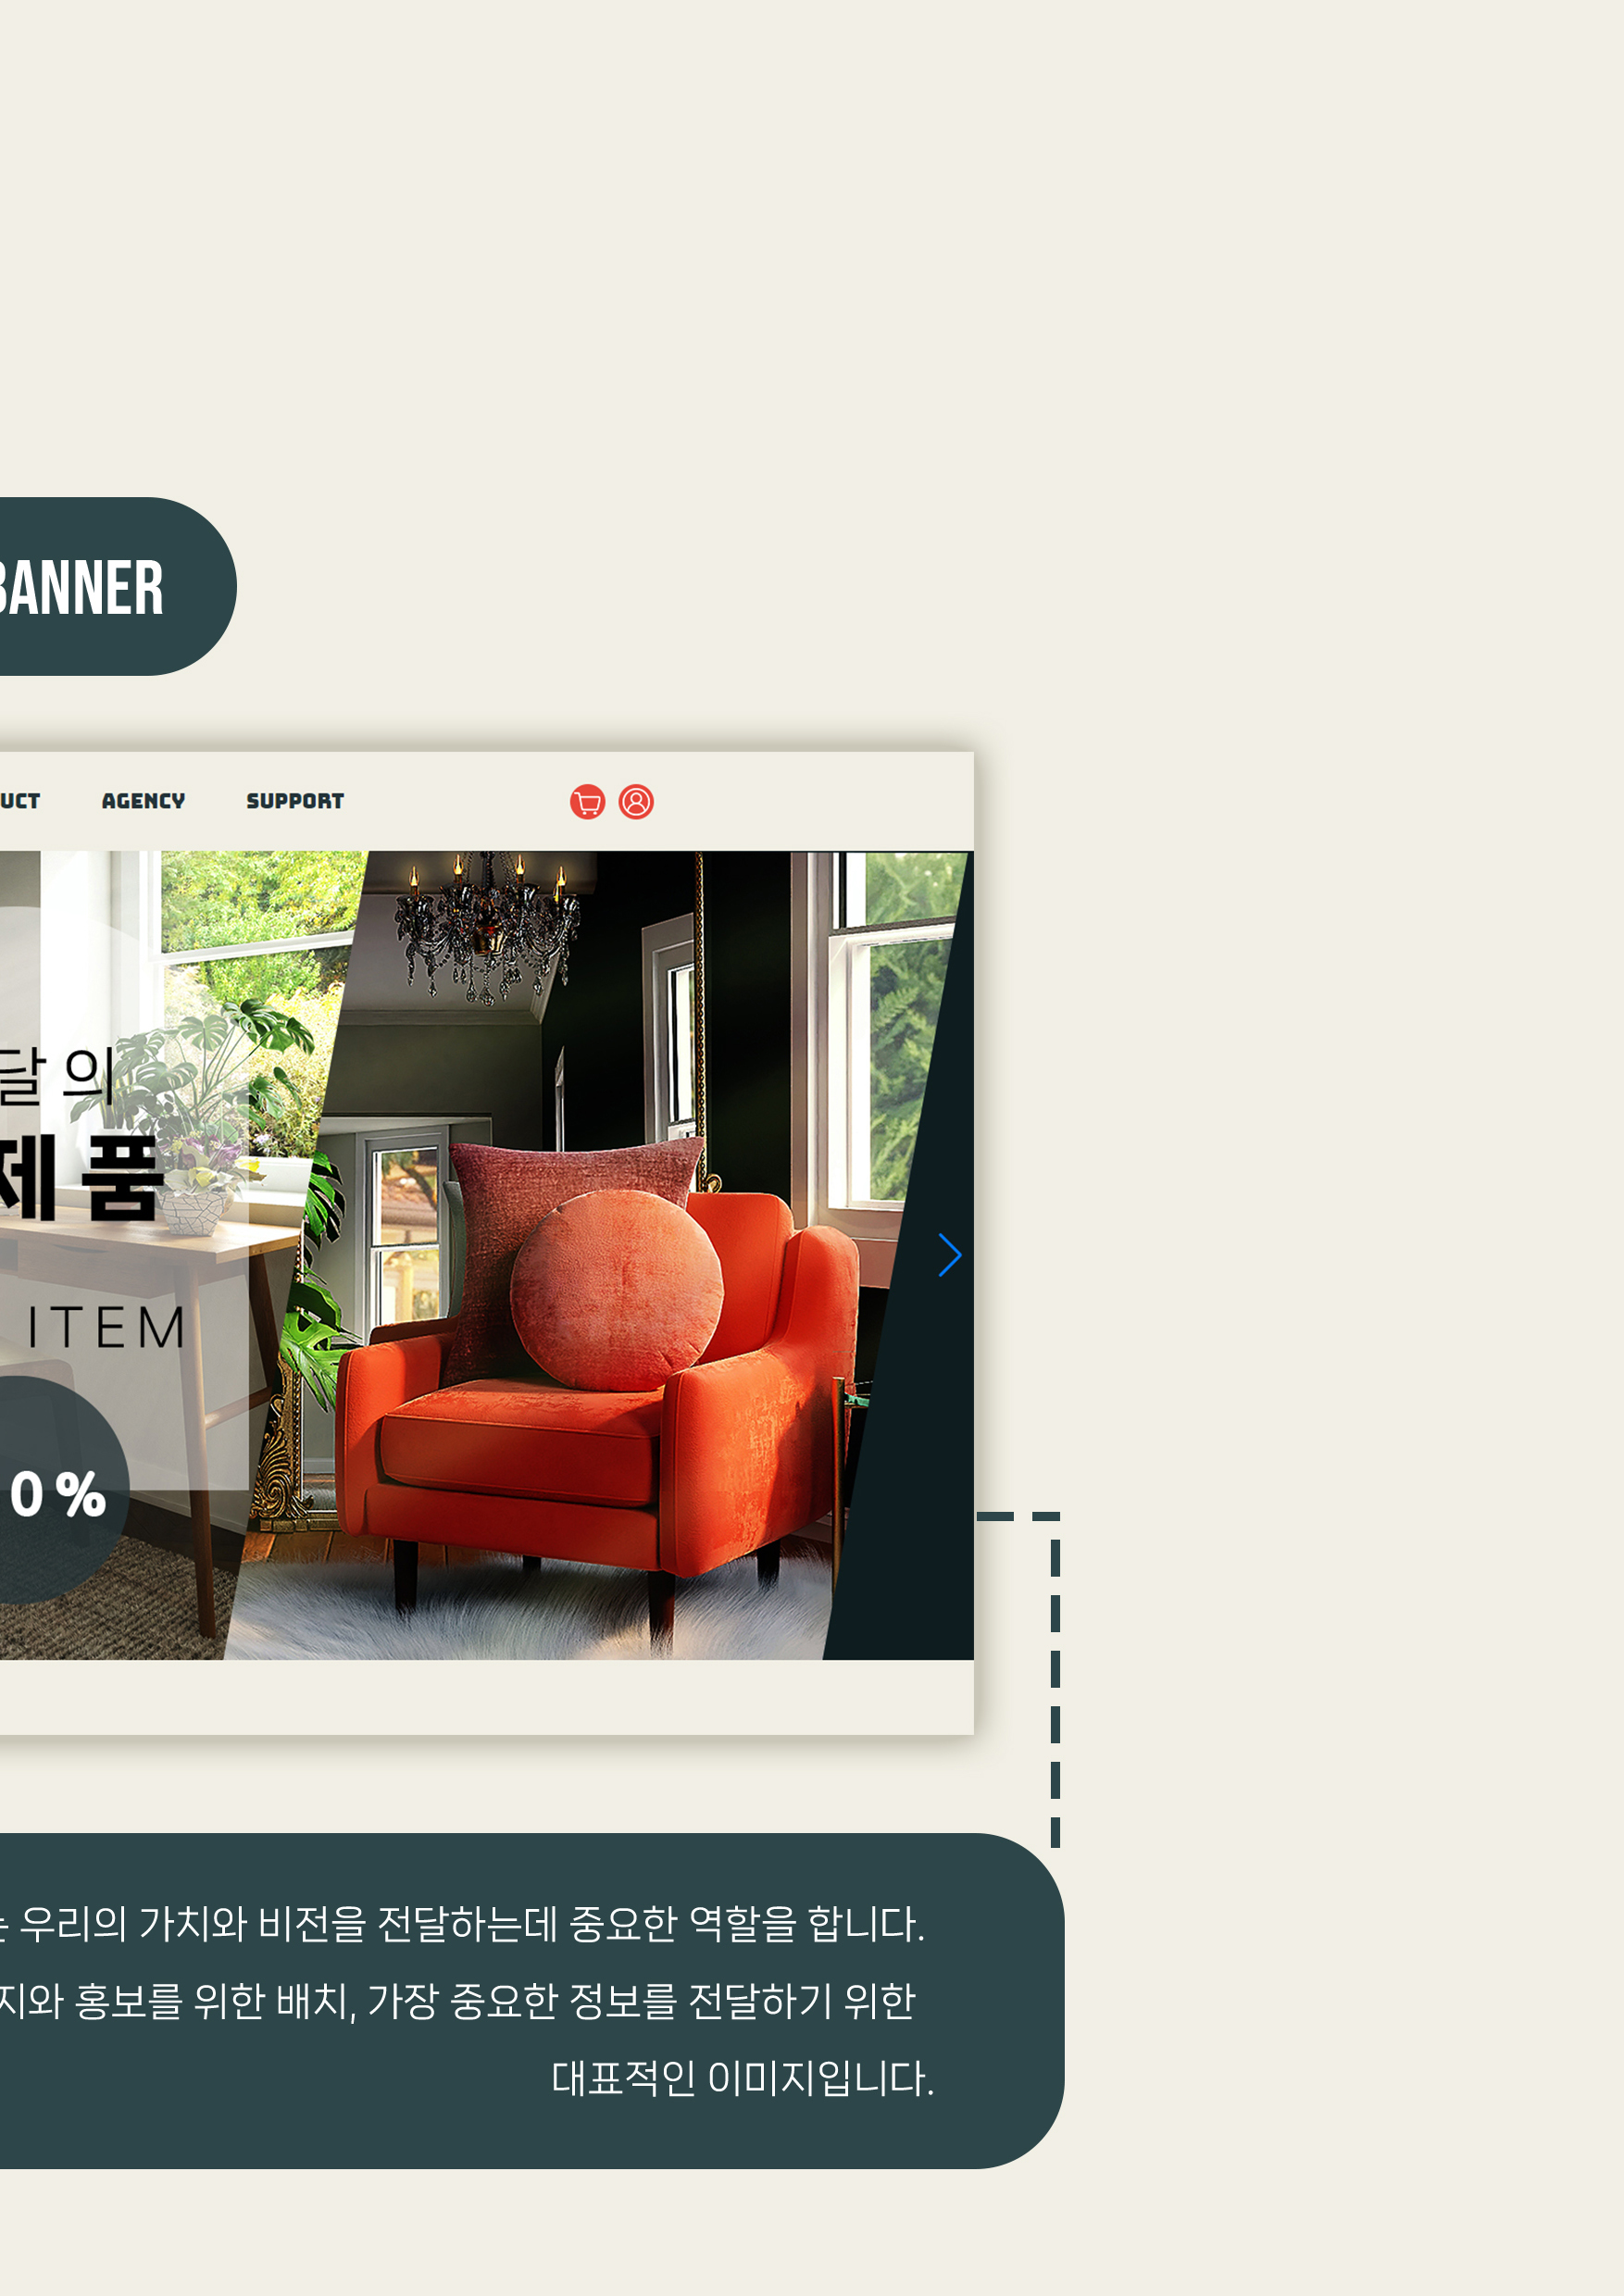 BANNER
UCT AGENCY SUPPORT
달의
제품
ITEM
0%
우리의 가치와 비전을 전달하는데 중요한 역할을 합니다.
지와 홍보를 위한 배치, 가장 중요한 정보를 전달하기 위한
대표적인 이미지입니다.